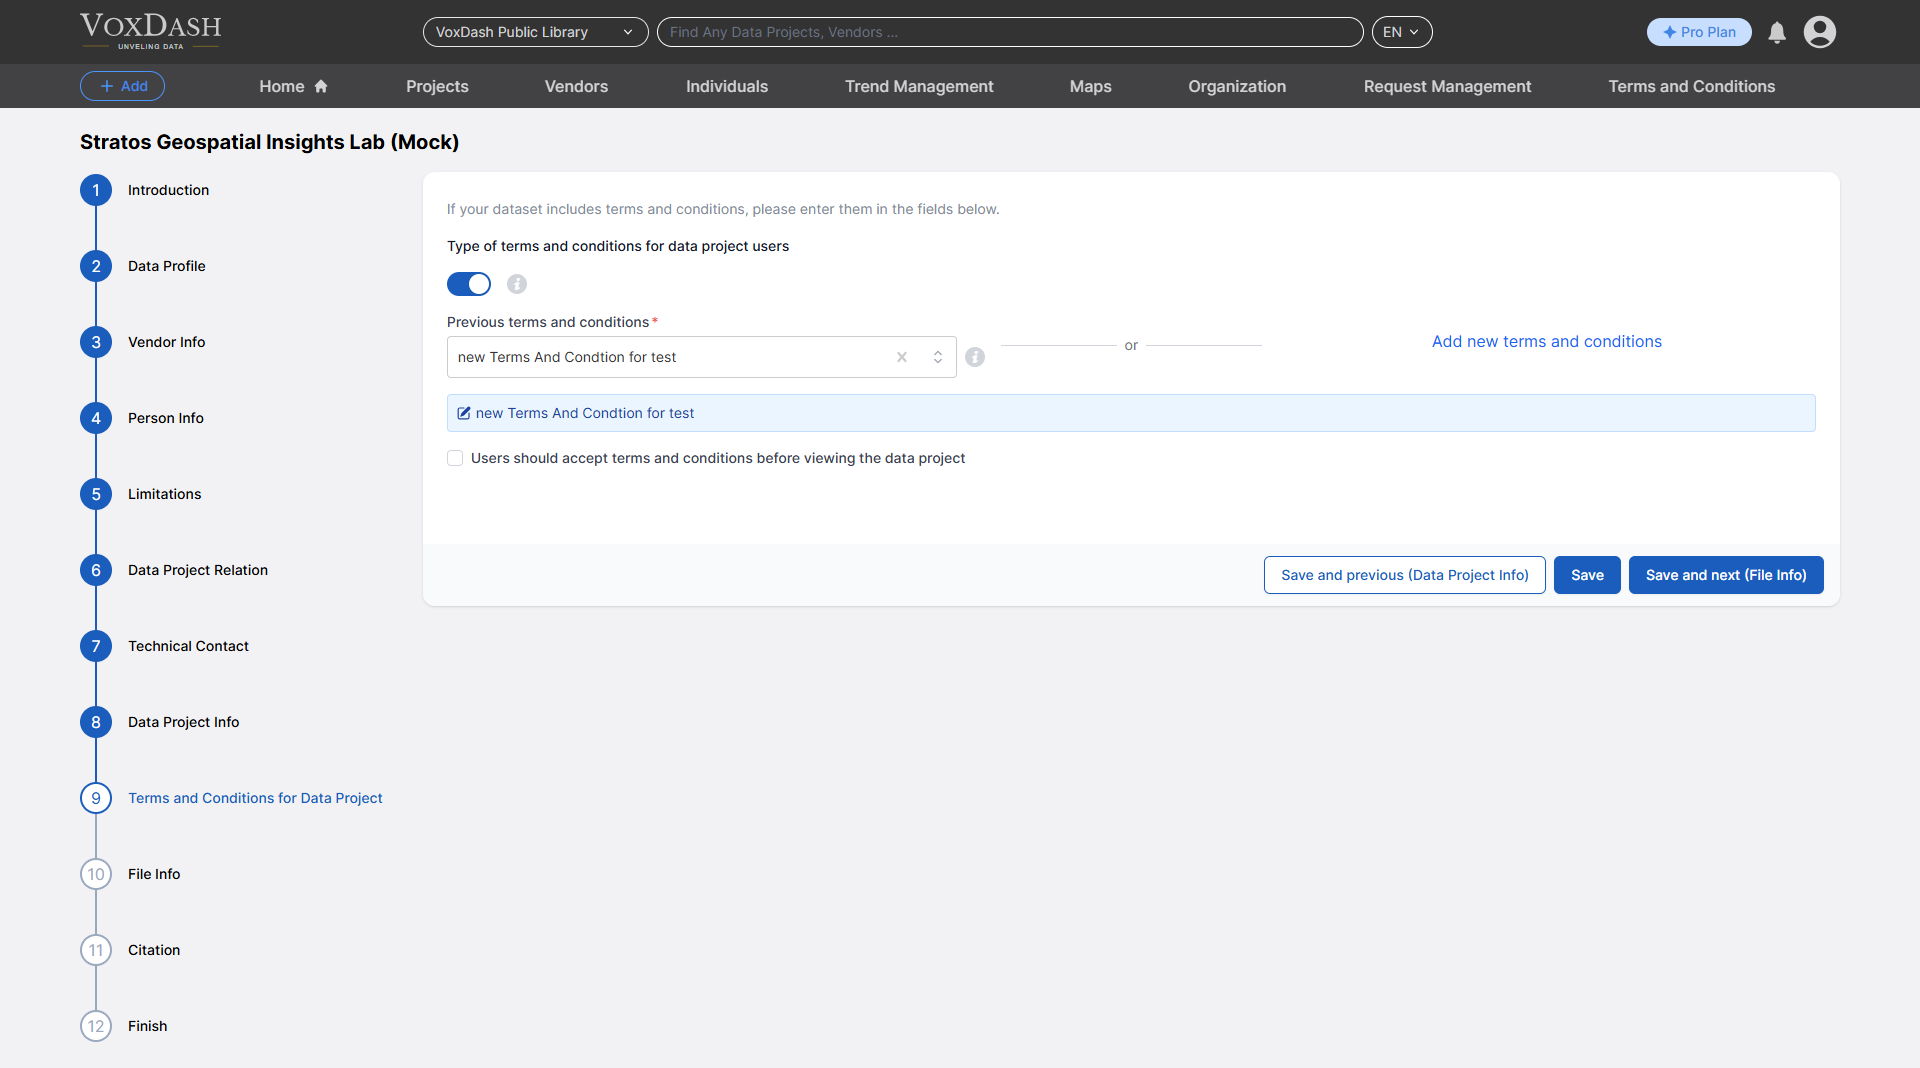 VOXDASH
UNVELING DATA
VoxDash Public Library
Find Any Data Projects, Vendors ...
EN
Pro Plan
+ Add
Home
Projects
Vendors
Individuals
Trend Management
Maps
Organization
Request Management
Terms and Conditions
Stratos Geospatial Insights Lab (Mock)
1 Introduction
2 Data Profile
3 Vendor Info
4 Person Info
5 Limitations
6 Data Project Relation
7 Technical Contact
8 Data Project Info
9 Terms and Conditions for Data Project
10 File Info
11 Citation
12 Finish
If your dataset includes terms and conditions, please enter them in the fields below.
Type of terms and conditions for data project users
Previous terms and conditions *
new Terms And Condtion for test
or
Add new terms and conditions
new Terms And Condtion for test
Users should accept terms and conditions before viewing the data project
Save and previous (Data Project Info)
Save
Save and next (File Info)